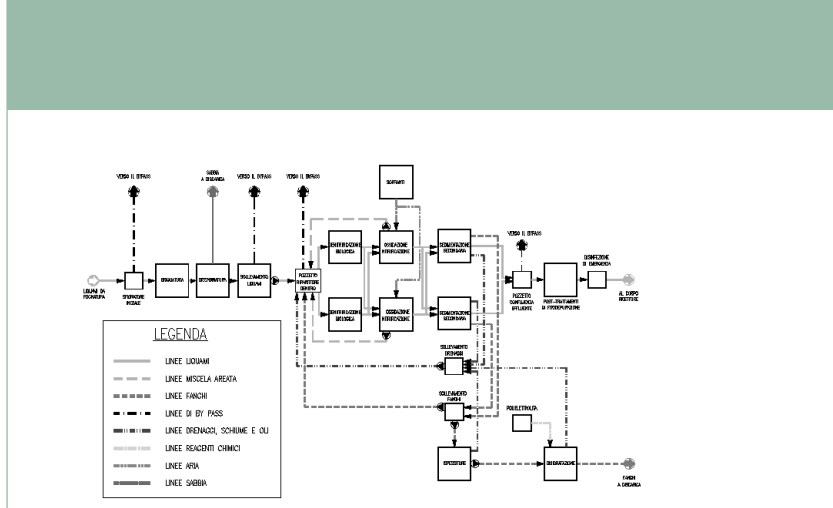 VERSO IL BYPASS
SABBIA
A DISCARICA
VERSO IL BYPASS
VERSO IL BYPASS
SOFFIANTI
VERSO IL BYPASS
LIQUAMI DA
FOGNATURA
SFIORATORE
INIZIALE
GRIGLIATURA
DISSABBIATURA
SOLLEVAMENTO
LIQUAMI
POZZETTO
RIPARTITORE
DENITRO
DENITRIFICAZIONE
BIOLOGICA
OSSIDAZIONE
NITRIFICAZIONE
SEDIMENTAZIONE
SECONDARIA
DENITRIFICAZIONE
BIOLOGICA
OSSIDAZIONE
NITRIFICAZIONE
SEDIMENTAZIONE
SECONDARIA
POZZETTO
CONFLUENZA
EFFLUENTE
POST-TRATTAMENTI
DI FITODEPURAZIONE
DISINFEZIONE
DI EMERGENZA
AL CORPO
RICETTORE
SOLLEVAMENTO
DRENAGGI
SOLLEVAMENTO
FANGHI
ISPESSITORE
POLIELETTROLITA
DISIDRATAZIONE
FANGHI
A DISCARICA
LEGENDA
LINEE LIQUAMI
LINEE MISCELA AREATA
LINEE FANGHI
LINEE DI BY PASS
LINEE DRENAGGI, SCHIUME E OLI
LINEE REAGENTI CHIMICI
LINEE ARIA
LINEE SABBIA